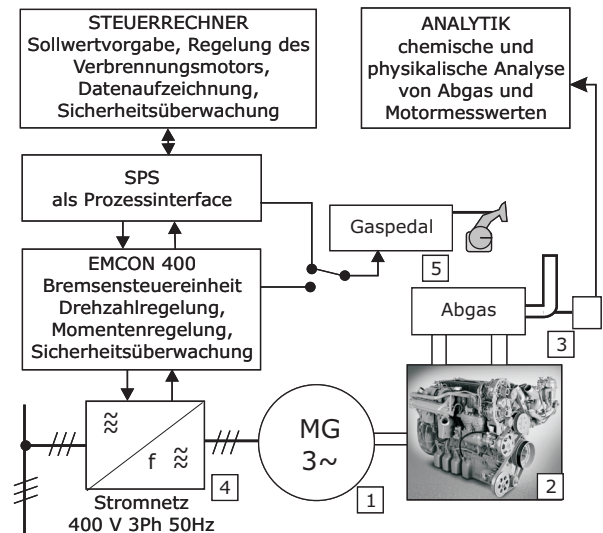 STEUERRECHNER
Sollwertvorgabe, Regelung des
Verbrennungsmotors,
Datenaufzeichnung,
Sicherheitsüberwachung
ANALYTIK
chemische und
physikalische Analyse
von Abgas und
Motormesswerten
SPS
als Prozessinterface
Gaspedal
5
EMCON 400
Bremsensteuereinheit
Drehzahlregelung,
Momentenregelung,
Sicherheitsüberwachung
Abgas
3
≈
≈
f ≈
≈
4
MG
3~
1
2
Stromnetz
400 V 3Ph 50Hz